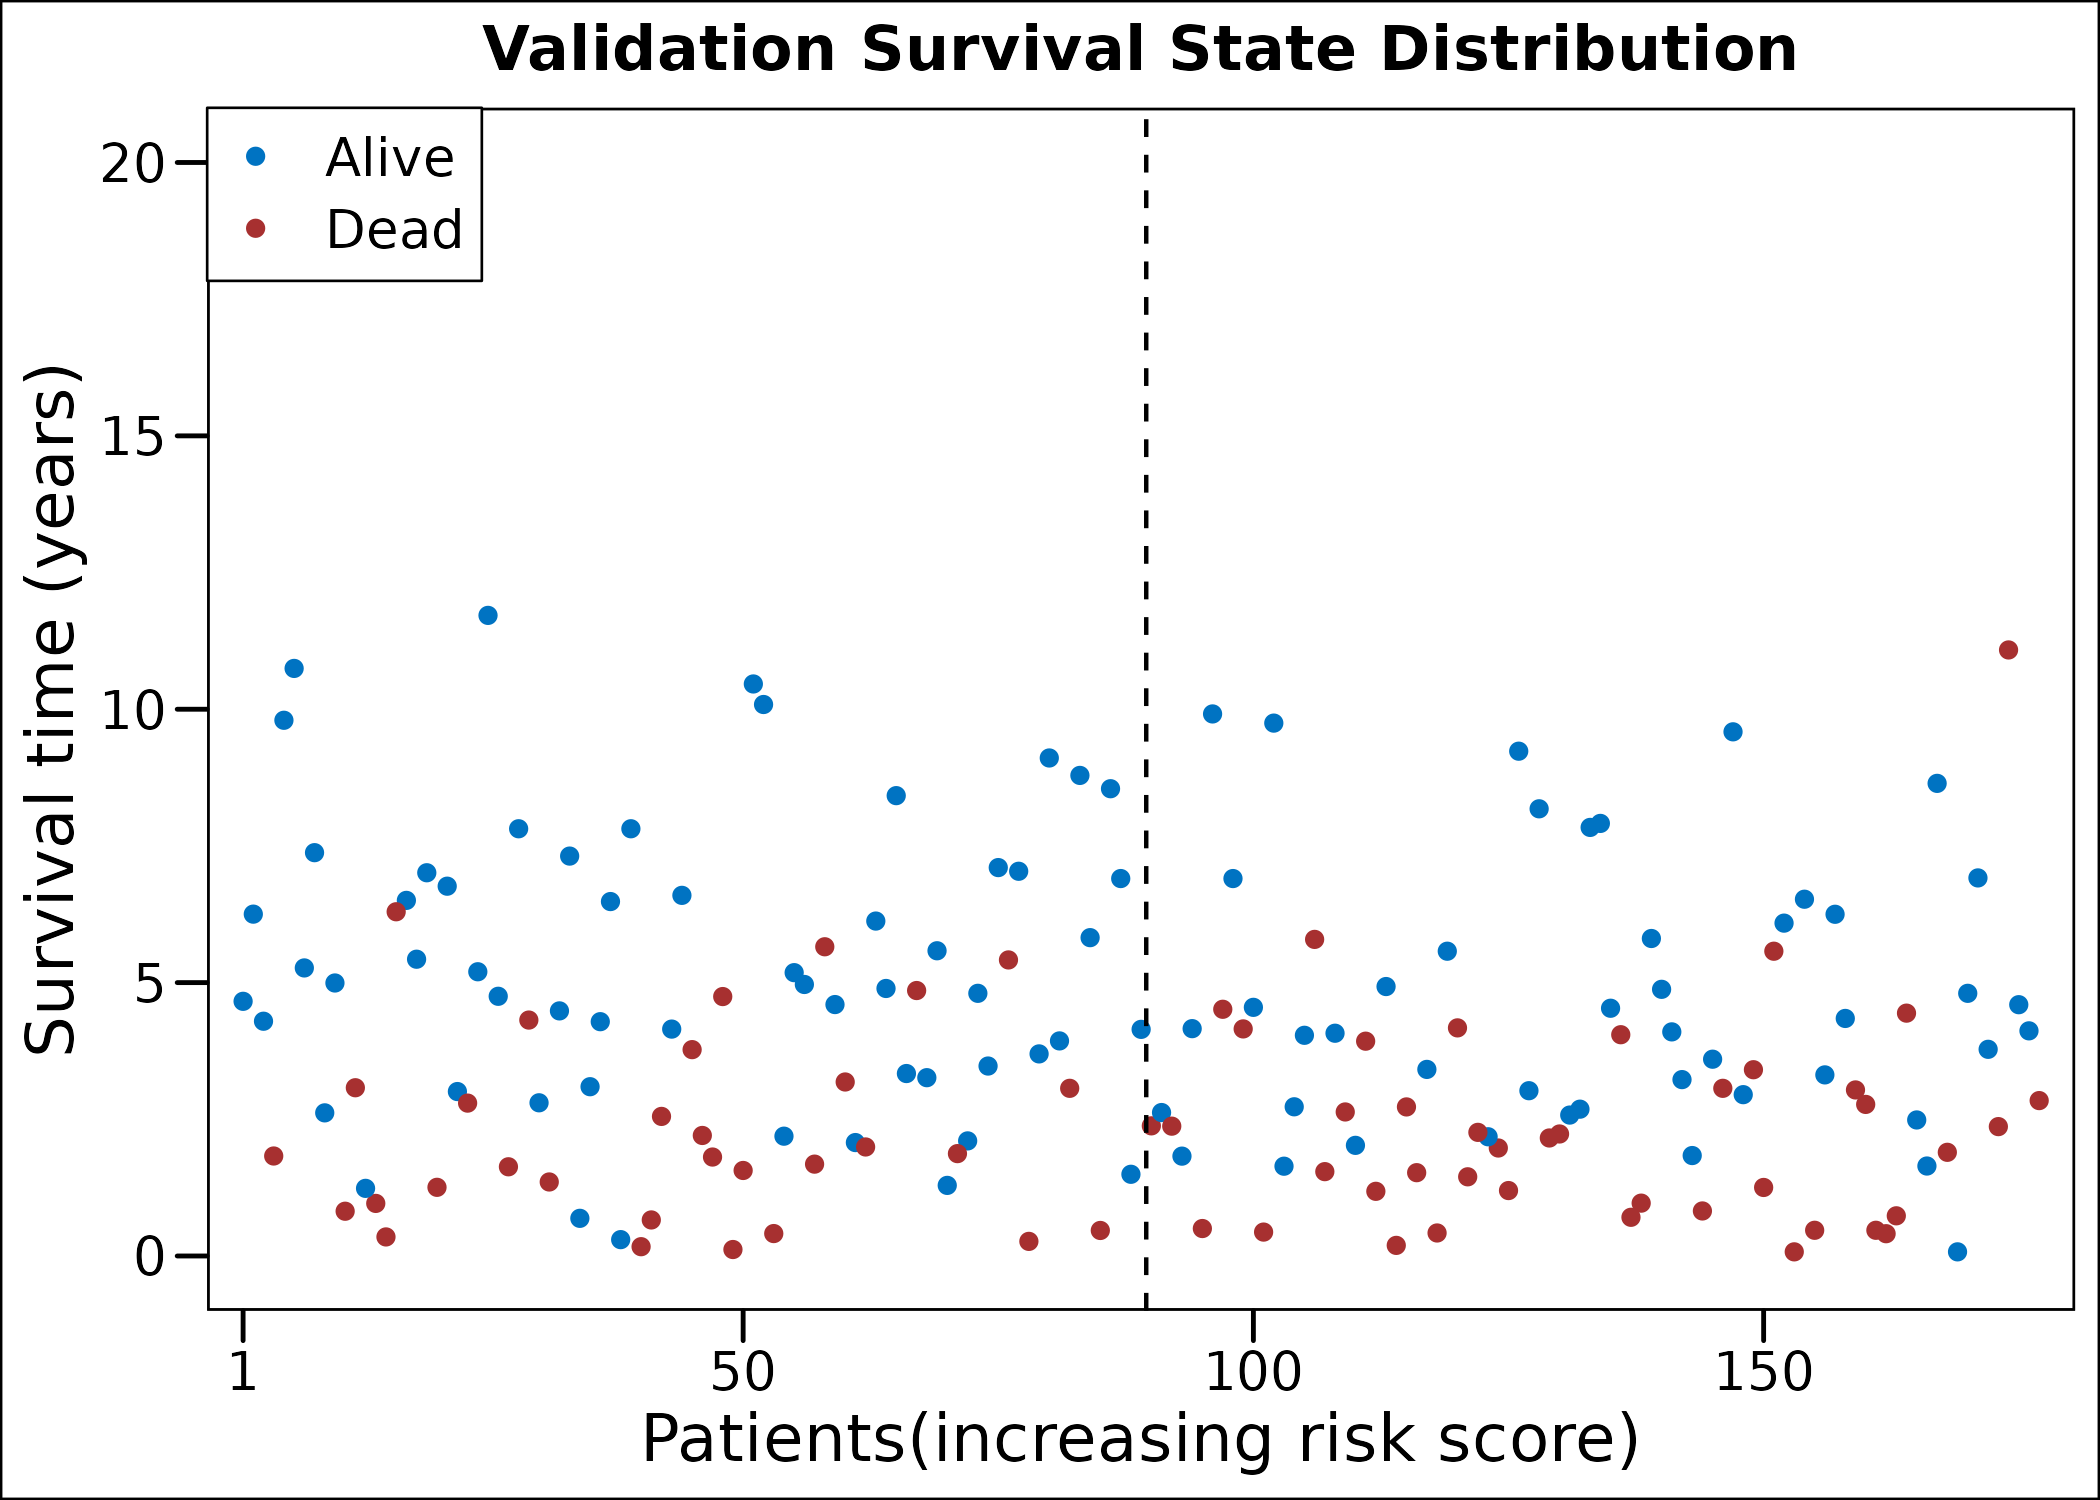 Validation Survival State Distribution
Alive
Dead
20
15
10
5
0
Survival time (years)
1 50 100 150
Patients(increasing risk score)